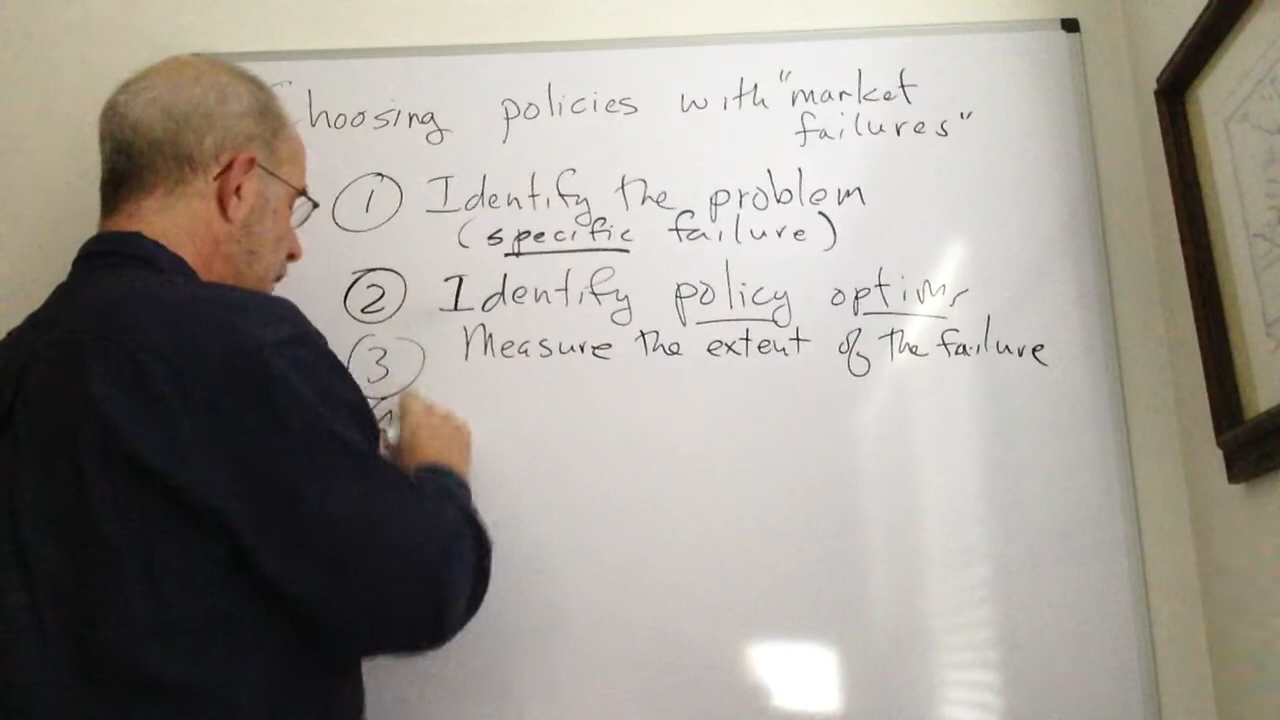 Choosing policies with "market
failures"
① Identify the problem
(specific failure)
② Identify policy options
③ Measure the extent of the failure